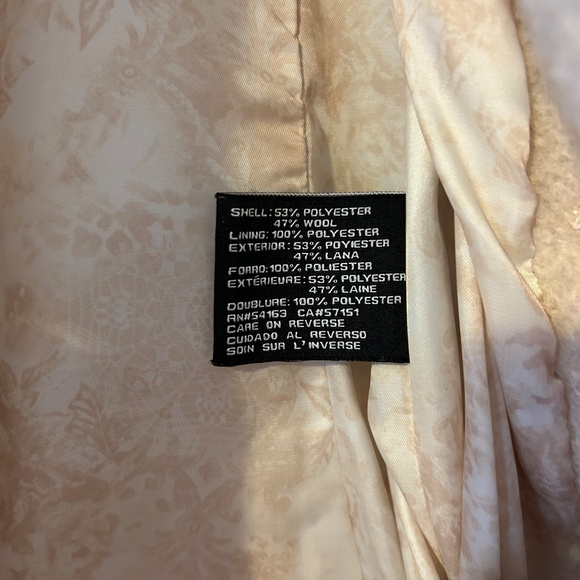 SHELL: 53% POLYESTER
47% WOOL
LINING: 100% POLYESTER
EXTERIOR: 53% POYIESTER
47% LANA
FORRO: 100% POLIESTER
EXTÉRIEURE: 53% POLYESTER
47% LAINE
DOUBLURE: 100% POLYESTER
RN#54163 CA#57151
CARE ON REVERSE
CUIDADO AL REVERSO
SOIN SUR L'INVERSE